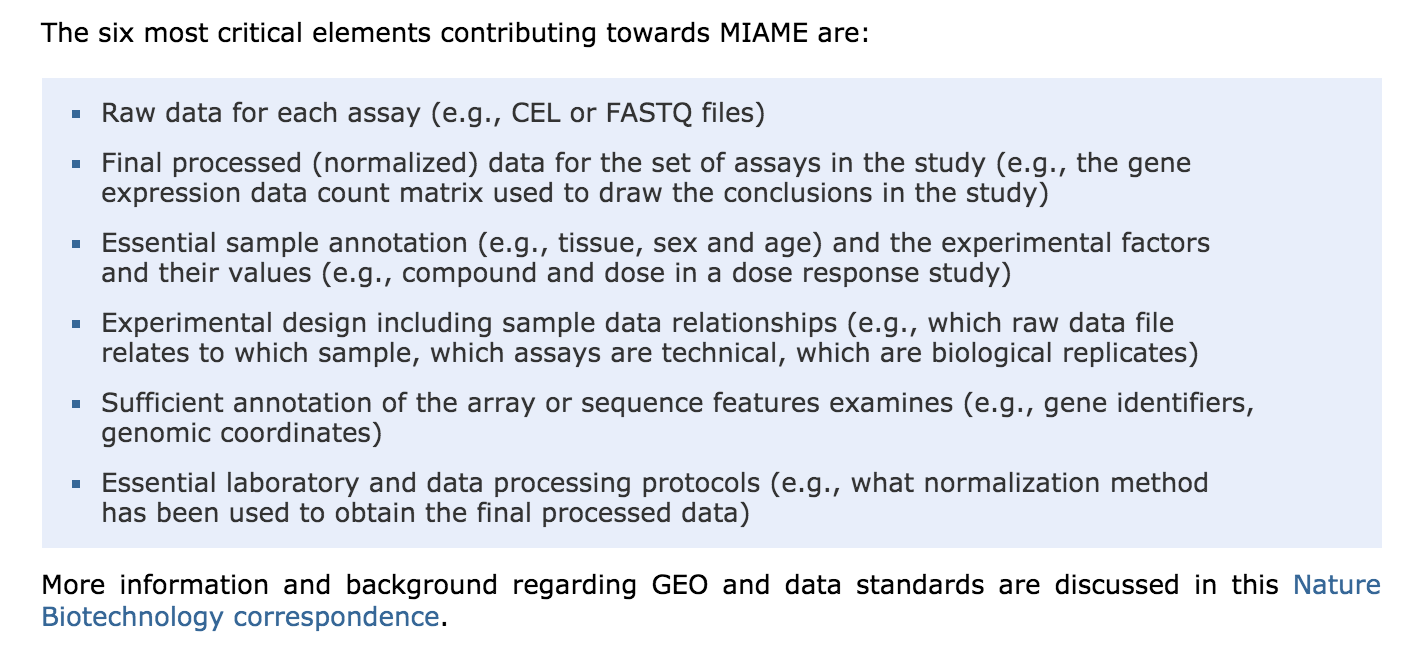 The six most critical elements contributing towards MIAME are:
▪ Raw data for each assay (e.g., CEL or FASTQ files)
▪ Final processed (normalized) data for the set of assays in the study (e.g., the gene
expression data count matrix used to draw the conclusions in the study)
▪ Essential sample annotation (e.g., tissue, sex and age) and the experimental factors
and their values (e.g., compound and dose in a dose response study)
▪ Experimental design including sample data relationships (e.g., which raw data file
relates to which sample, which assays are technical, which are biological replicates)
▪ Sufficient annotation of the array or sequence features examines (e.g., gene identifiers,
genomic coordinates)
▪ Essential laboratory and data processing protocols (e.g., what normalization method
has been used to obtain the final processed data)
More information and background regarding GEO and data standards are discussed in this Nature
Biotechnology correspondence.